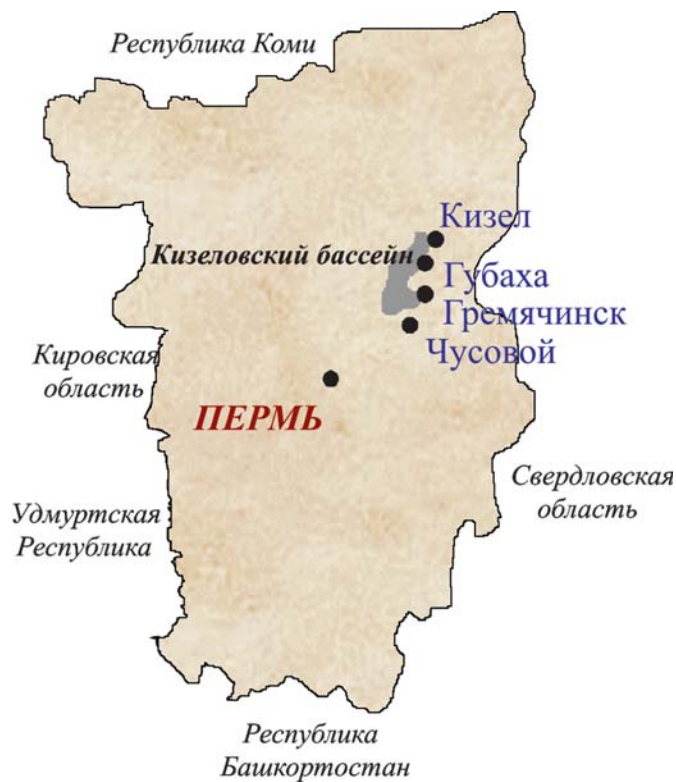 Республика Коми
Кизел
Кизеловский бассейн
Губаха
Гремячинск
Чусовой
Кировская
область
ПЕРМЬ
Свердловская
область
Удмуртская
Республика
Республика
Башкортостан